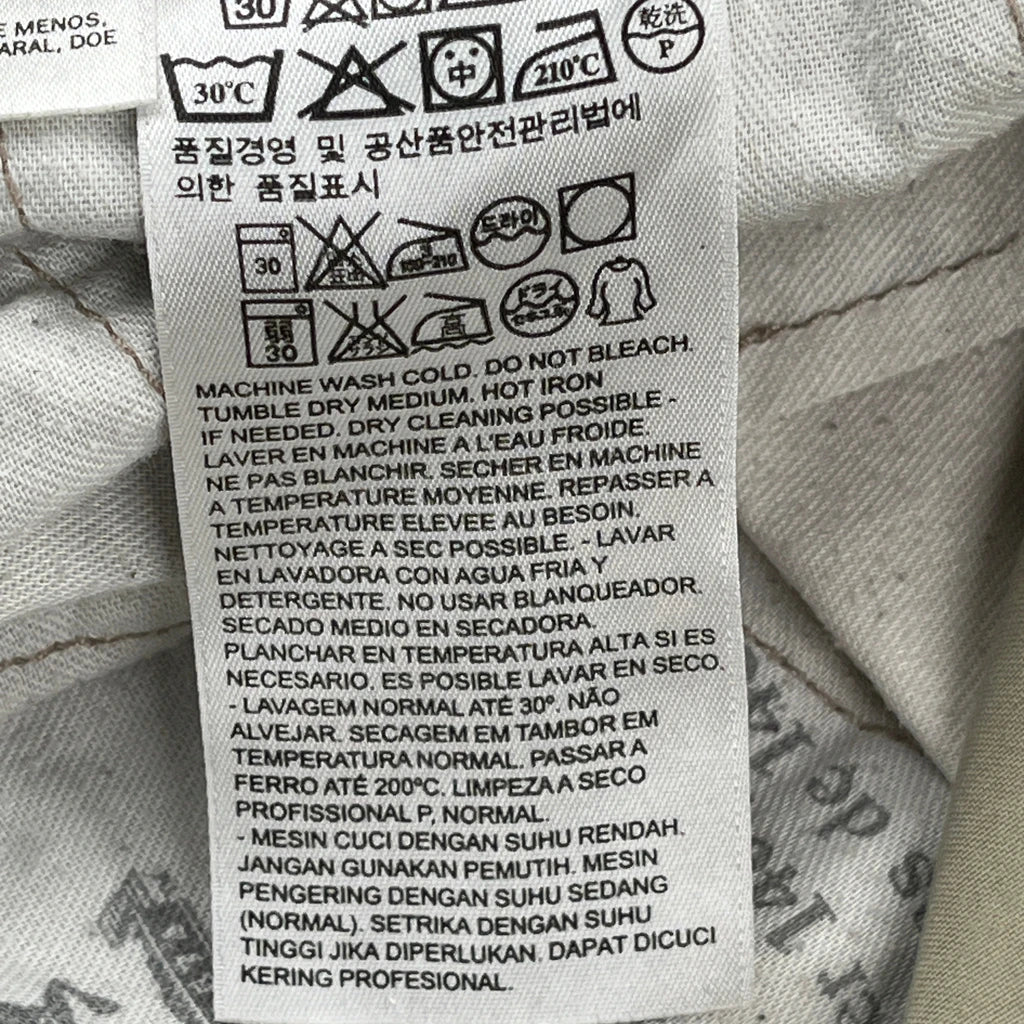 E MENOS,
ARAL, DOE
30
30°C
中
210°C
乾洗
P
품질경영 및 공산품안전관리법에
의한 품질표시
30
드라이
弱
30
高
ドライ
MACHINE WASH COLD. DO NOT BLEACH.
TUMBLE DRY MEDIUM. HOT IRON
IF NEEDED. DRY CLEANING POSSIBLE -
LAVER EN MACHINE A L'EAU FROIDE.
NE PAS BLANCHIR. SECHER EN MACHINE
A TEMPERATURE MOYENNE. REPASSER A
TEMPERATURE ELEVEE AU BESOIN.
NETTOYAGE A SEC POSSIBLE. - LAVAR
EN LAVADORA CON AGUA FRIA Y
DETERGENTE. NO USAR BLANQUEADOR.
SECADO MEDIO EN SECADORA.
PLANCHAR EN TEMPERATURA ALTA SI ES
NECESARIO. ES POSIBLE LAVAR EN SECO.
- LAVAGEM NORMAL ATÉ 30º. NÃO
ALVEJAR. SECAGEM EM TAMBOR EM
TEMPERATURA NORMAL. PASSAR A
FERRO ATÉ 200ºC. LIMPEZA A SECO
PROFISSIONAL P, NORMAL.
- MESIN CUCI DENGAN SUHU RENDAH.
JANGAN GUNAKAN PEMUTIH. MESIN
PENGERING DENGAN SUHU SEDANG
(NORMAL). SETRIKA DENGAN SUHU
TINGGI JIKA DIPERLUKAN. DAPAT DICUCI
KERING PROFESIONAL.